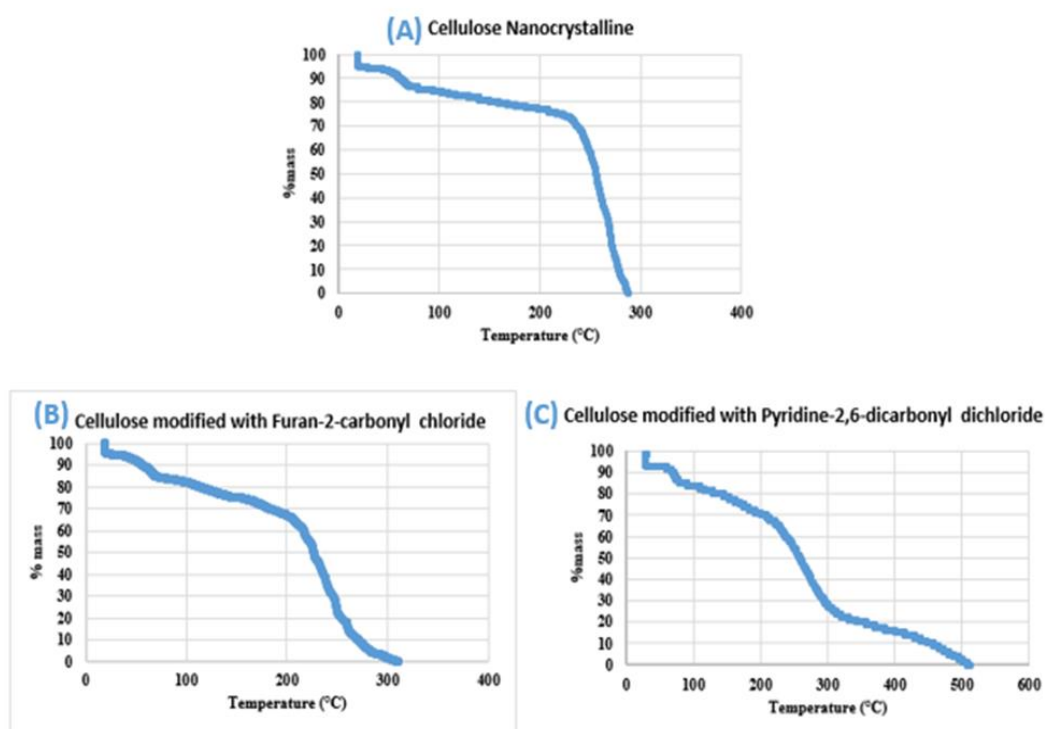 (A) Cellulose Nanocrystalline
100
90
80
70
60
50
40
30
20
10
0
%mass
0 100 200 300 400
Temperature (°C)
(B) Cellulose modified with Furan-2-carbonyl chloride
100
90
80
70
60
50
40
30
20
10
0
% mass
0 100 200 300 400
Temperature (°C)
(C) Cellulose modified with Pyridine-2,6-dicarbonyl dichloride
100
90
80
70
60
50
40
30
20
10
0
%mass
0 100 200 300 400 500 600
Temperature (°C)